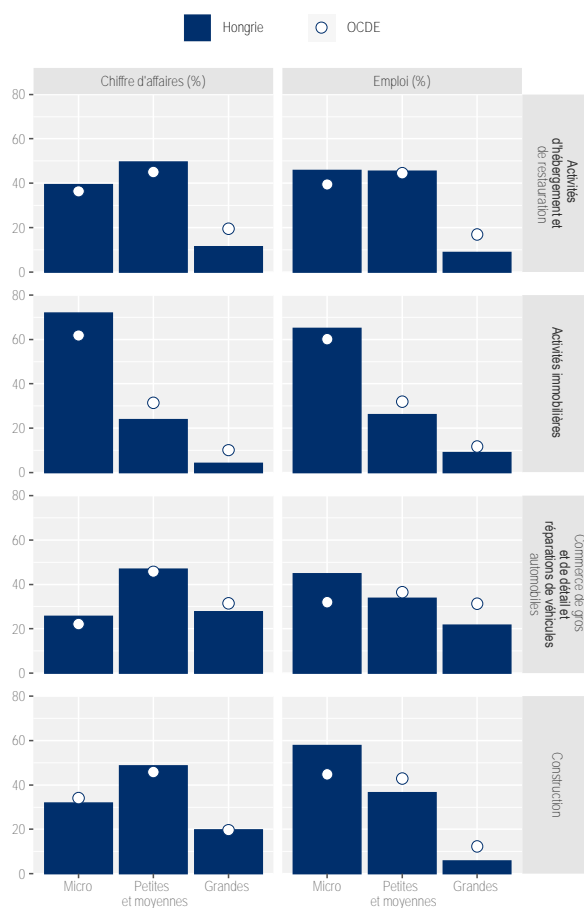 Hongrie
OCDE
Chiffre d'affaires (%)
Emploi (%)
80
60
40
20
0
Activités
d'hébergement et
de restauration
80
60
40
20
0
Activités immobilières
80
60
40
20
0
Commerce de gros
et de détail et
réparations de véhicules
automobiles
80
60
40
20
0
Construction
Micro
Petites
et moyennes
Grandes
Micro
Petites
et moyennes
Grandes